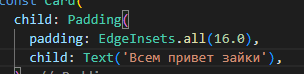 const Card(
child: Padding(
padding: EdgeInsets.all(16.0),
child: Text('Всем привет зайки'),